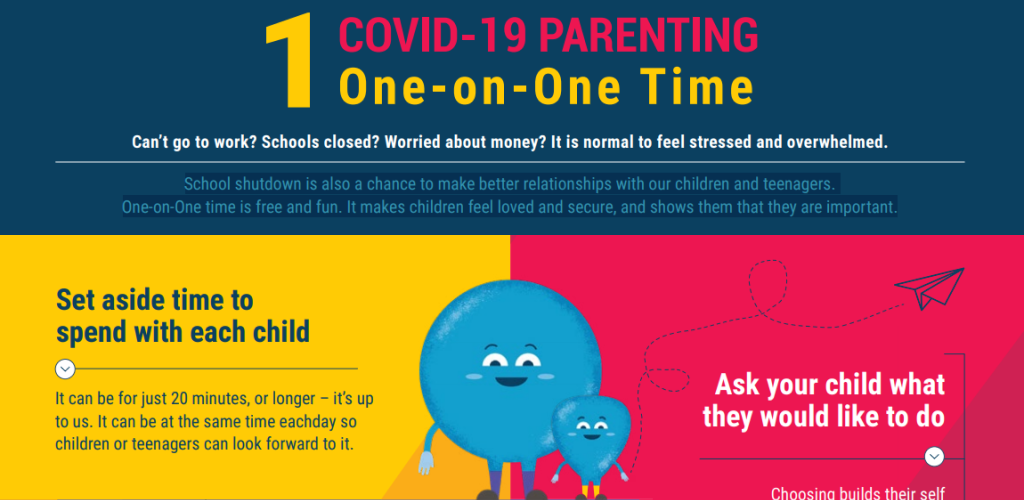 1 COVID-19 PARENTING
One-on-One Time
Can't go to work? Schools closed? Worried about money? It is normal to feel stressed and overwhelmed.
School shutdown is also a chance to make better relationships with our children and teenagers.
One-on-One time is free and fun. It makes children feel loved and secure, and shows them that they are important.
Set aside time to
spend with each child
It can be for just 20 minutes, or longer – it's up
to us. It can be at the same time eachday so
children or teenagers can look forward to it.
Ask your child what
they would like to do
Choosing builds their self